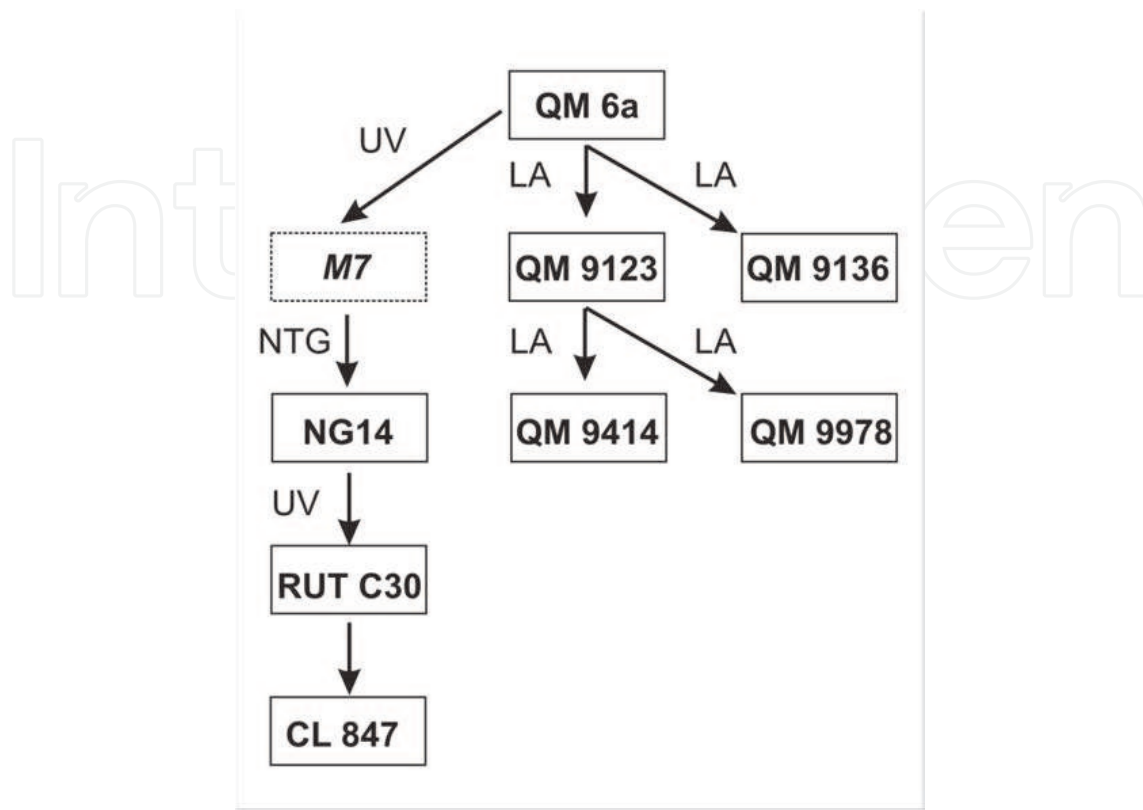 QM 6a
UV
LA
LA
M7
QM 9123
QM 9136
NTG
LA
LA
NG14
QM 9414
QM 9978
UV
RUT C30
CL 847